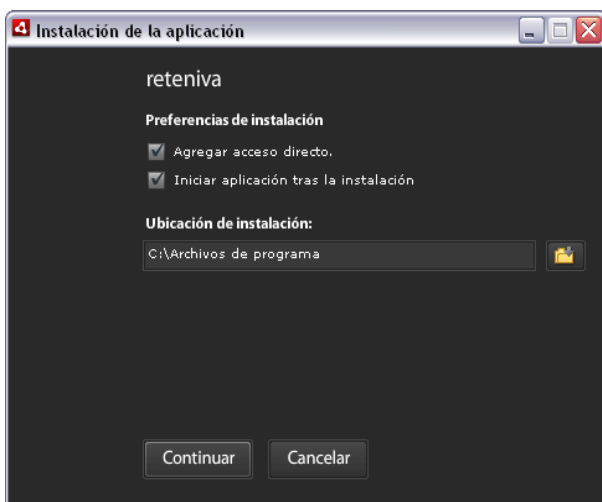 Instalación de la aplicación
reteniva
Preferencias de instalación
Agregar acceso directo.
Iniciar aplicación tras la instalación
Ubicación de instalación:
C:\Archivos de programa
Continuar
Cancelar